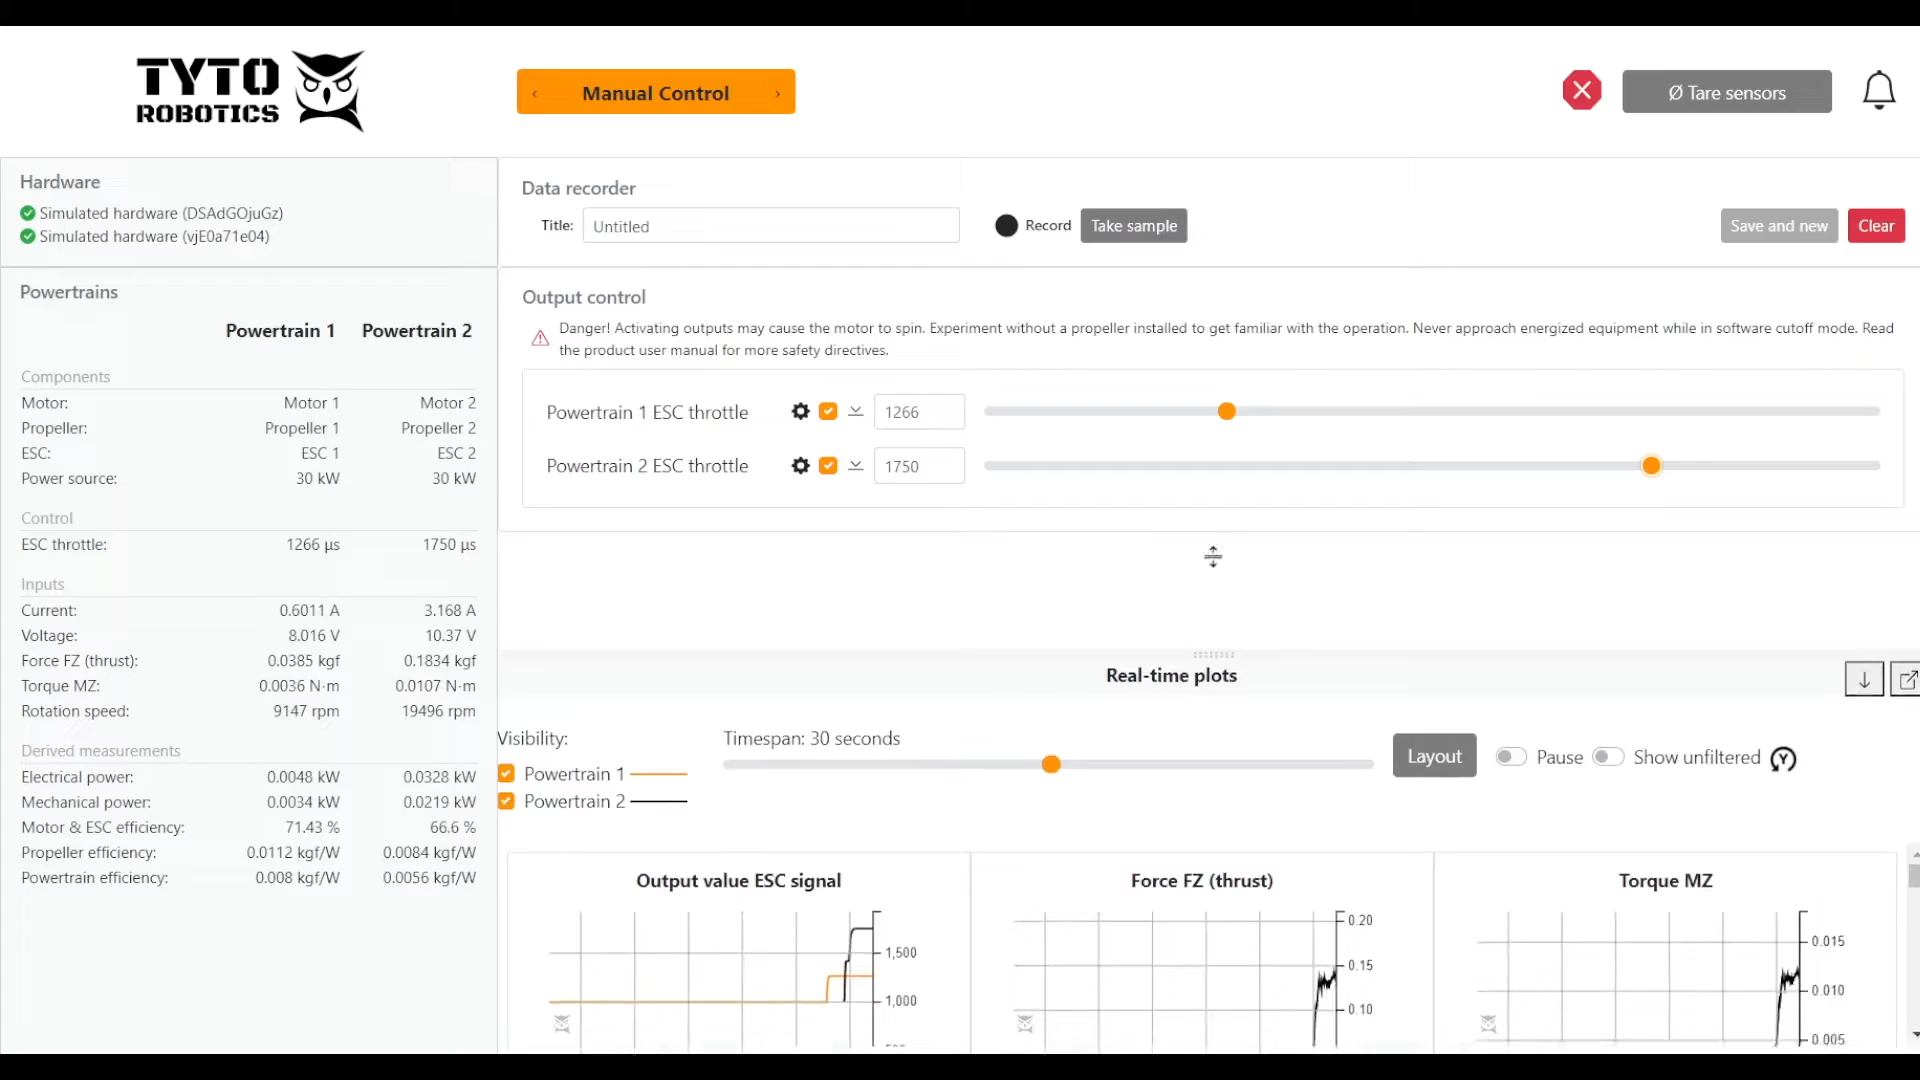 TYTO
ROBOTICS
‹ Manual Control ›
Ø Tare sensors
Hardware
Simulated hardware (DSAdGOjuGz)
Simulated hardware (vjE0a71e04)
Data recorder
Title: Untitled Record Take sample Save and new Clear
Powertrains
Powertrain 1 Powertrain 2
Components
Motor: Motor 1 Motor 2
Propeller: Propeller 1 Propeller 2
ESC: ESC 1 ESC 2
Power source: 30 kW 30 kW
Control
ESC throttle: 1266 µs 1750 µs
Inputs
Current: 0.6011 A 3.168 A
Voltage: 8.016 V 10.37 V
Force FZ (thrust): 0.0385 kgf 0.1834 kgf
Torque MZ: 0.0036 N·m 0.0107 N·m
Rotation speed: 9147 rpm 19496 rpm
Derived measurements
Electrical power: 0.0048 kW 0.0328 kW
Mechanical power: 0.0034 kW 0.0219 kW
Motor & ESC efficiency: 71.43 % 66.6 %
Propeller efficiency: 0.0112 kgf/W 0.0084 kgf/W
Powertrain efficiency: 0.008 kgf/W 0.0056 kgf/W
Output control
Danger! Activating outputs may cause the motor to spin. Experiment without a propeller installed to get familiar with the operation. Never approach energized equipment while in software cutoff mode. Read
the product user manual for more safety directives.
Powertrain 1 ESC throttle 1266
Powertrain 2 ESC throttle 1750
Real-time plots
Visibility:
Powertrain 1
Powertrain 2
Timespan: 30 seconds
Layout Pause Show unfiltered Y
Output value ESC signal
1,500
1,000
Force FZ (thrust)
0.20
0.15
0.10
Torque MZ
0.015
0.010
0.005